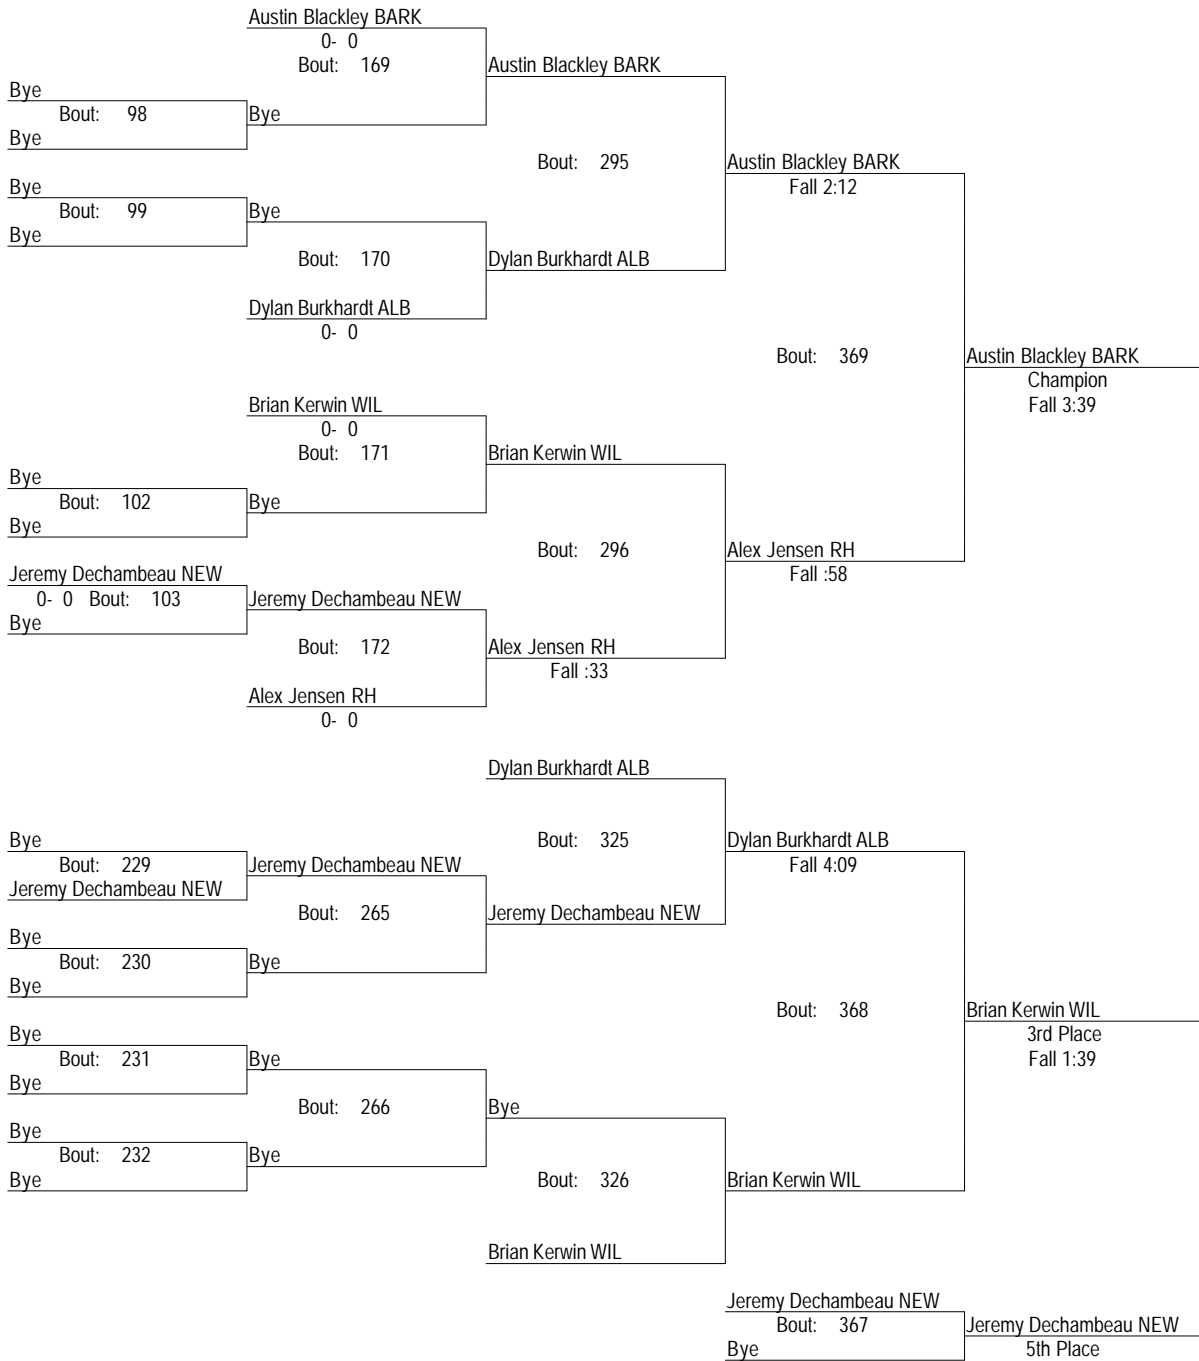 Austin Blackley BARK
0- 0
Bout: 169
Austin Blackley BARK
Bye
Bout: 98
Bye
Bye
Bout: 295
Austin Blackley BARK
Fall 2:12
Bye
Bout: 99
Bye
Bye
Bout: 170
Dylan Burkhardt ALB
Dylan Burkhardt ALB
0- 0
Bout: 369
Austin Blackley BARK
Champion
Fall 3:39
Brian Kerwin WIL
0- 0
Bout: 171
Brian Kerwin WIL
Bye
Bout: 102
Bye
Bye
Bout: 296
Alex Jensen RH
Fall :58
Jeremy Dechambeau NEW
0- 0 Bout: 103
Jeremy Dechambeau NEW
Bye
Bout: 172
Alex Jensen RH
Fall :33
Alex Jensen RH
0- 0
Dylan Burkhardt ALB
Bye
Bout: 325
Dylan Burkhardt ALB
Fall 4:09
Bout: 229
Jeremy Dechambeau NEW
Jeremy Dechambeau NEW
Bout: 265
Jeremy Dechambeau NEW
Bye
Bout: 230
Bye
Bye
Bout: 368
Brian Kerwin WIL
3rd Place
Fall 1:39
Bye
Bout: 231
Bye
Bye
Bout: 266
Bye
Bye
Bout: 232
Bye
Bye
Bout: 326
Brian Kerwin WIL
Brian Kerwin WIL
Jeremy Dechambeau NEW
Bout: 367
Jeremy Dechambeau NEW
Bye
5th Place